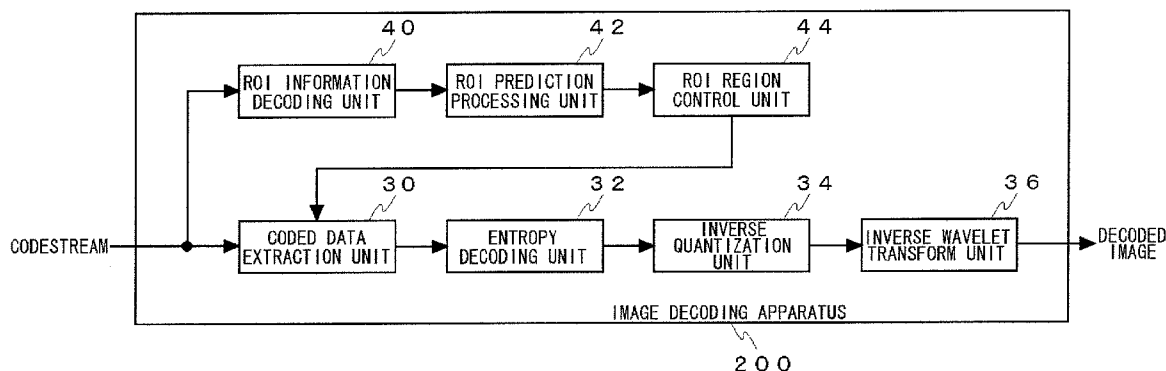 40
42
44
ROI INFORMATION
DECODING UNIT
ROI PREDICTION
PROCESSING UNIT
ROI REGION
CONTROL UNIT
30
32
34
36
CODESTREAM
CODED DATA
EXTRACTION UNIT
ENTROPY
DECODING UNIT
INVERSE
QUANTIZATION
UNIT
INVERSE WAVELET
TRANSFORM UNIT
DECODED
IMAGE
IMAGE DECODING APPARATUS
200